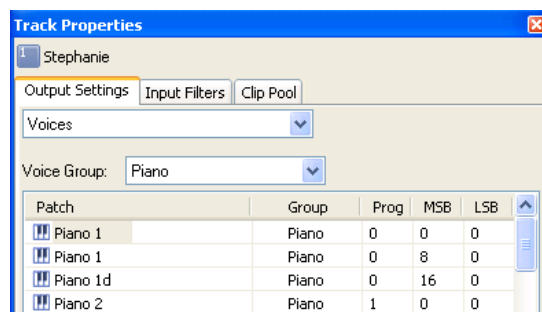 Track Properties
1 Stephanie
Output Settings Input Filters Clip Pool
Voices
Voice Group: Piano
Patch Group Prog MSB LSB
Piano 1 Piano 0 0 0
Piano 1 Piano 0 8 0
Piano 1d Piano 0 16 0
Piano 2 Piano 1 0 0